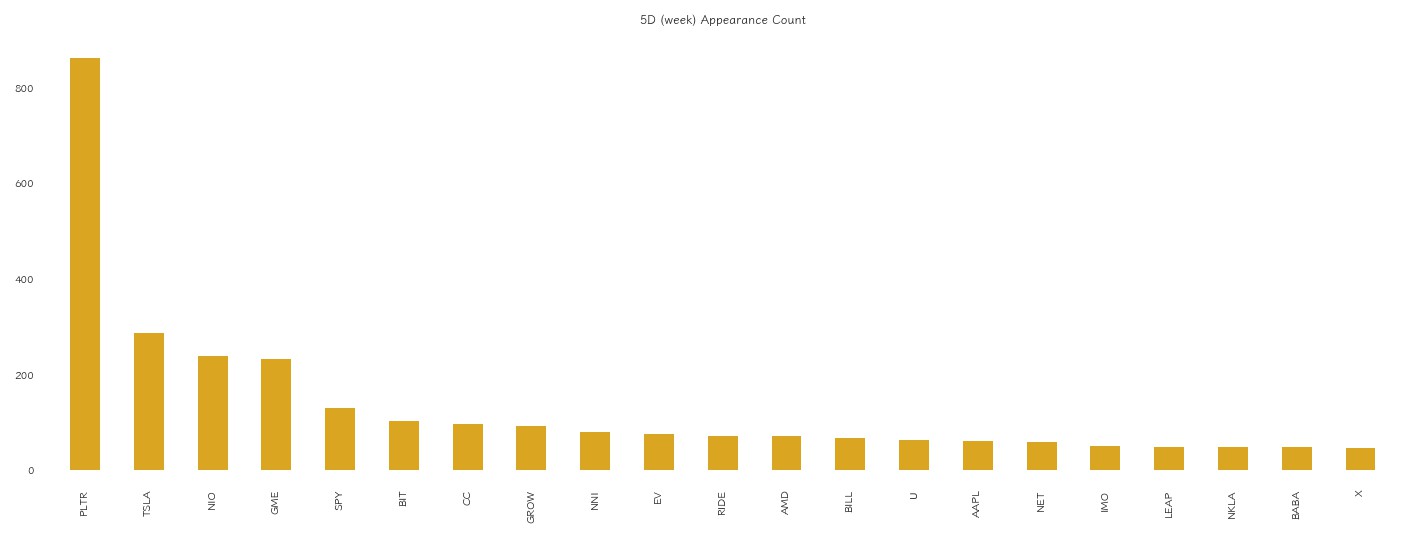 5D (week) Appearance Count
800
600
400
200
0
PLTR
TSLA
NIO
GME
SPY
BIT
CC
GROW
NNI
EV
RIDE
AMD
BILL
U
AAPL
NET
IMO
LEAP
NKLA
BABA
X